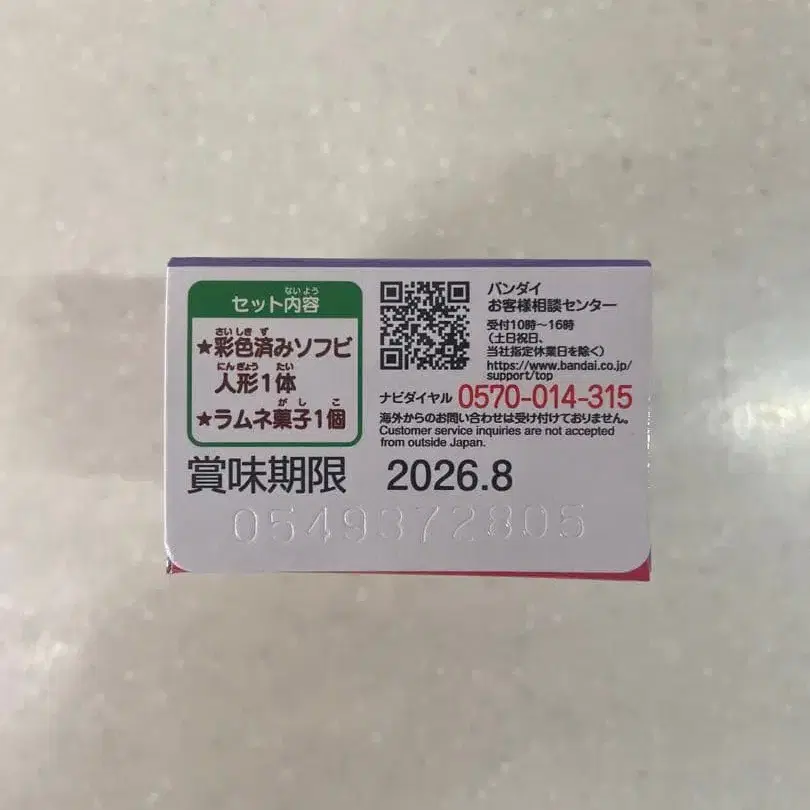 セット内容
ないよう
★彩色済みソフビ
さいしきず
人形1体
にんぎょう たい
★ラムネ菓子1個
がし こ
バンダイ
お客様相談センター
受付10時～16時
(土日祝日、
当社指定休業日を除く)
https://www.bandai.co.jp/
support/top
ナビダイヤル 0570-014-315
海外からのお問い合わせは受け付けておりません。
Customer service inquiries are not accepted
from outside Japan.
賞味期限 2026.8
0549372805